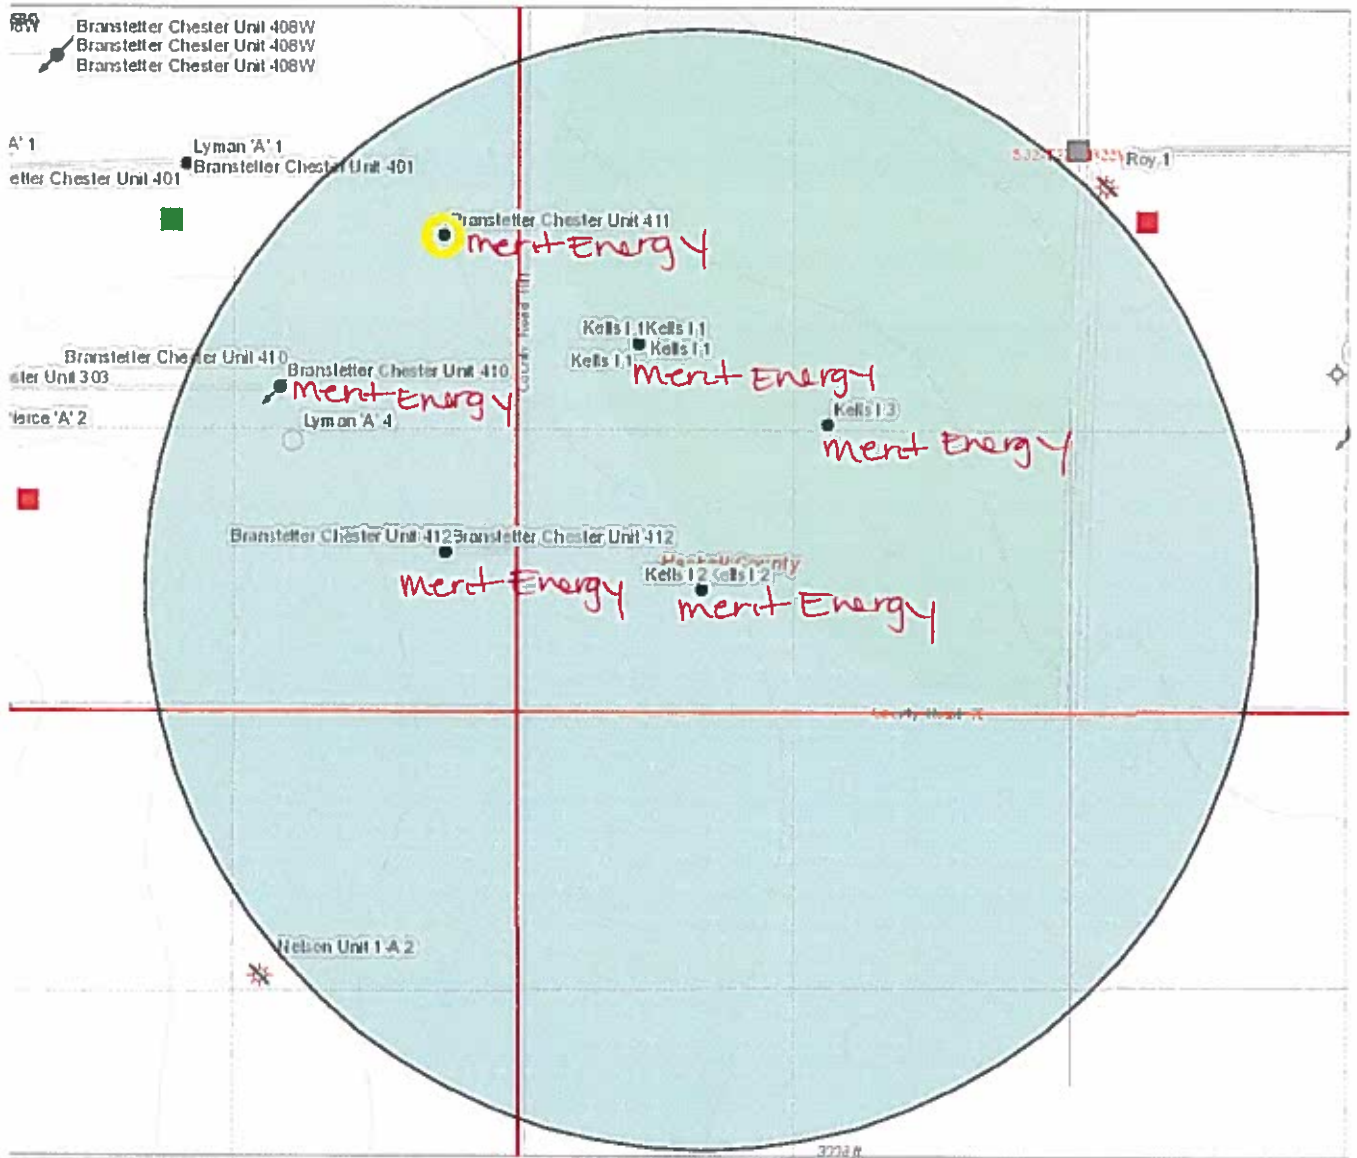 Branstetter Chester Unit 408W
Branstetter Chester Unit 408W
Branstetter Chester Unit 408W
A' 1
Lyman 'A' 1
Branstetter Chester Unit 401
etter Chester Unit 401
Roy 1
Branstetter Chester Unit 411
Merit Energy
Kells I 1 Kells I 1
Kells I 1
Kells I 1
Merit Energy
Branstetter Chester Unit 410
Branstetter Chester Unit 410
ster Unit 303
Merit Energy
Kells I 3
'A' 2
Lyman 'A' 4
Merit Energy
Branstetter Chester Unit 412 Branstetter Chester Unit 412
Haskell County
Kells I 2 Kells I 2
Merit Energy
Merit Energy
Nelson Unit 1-A 2